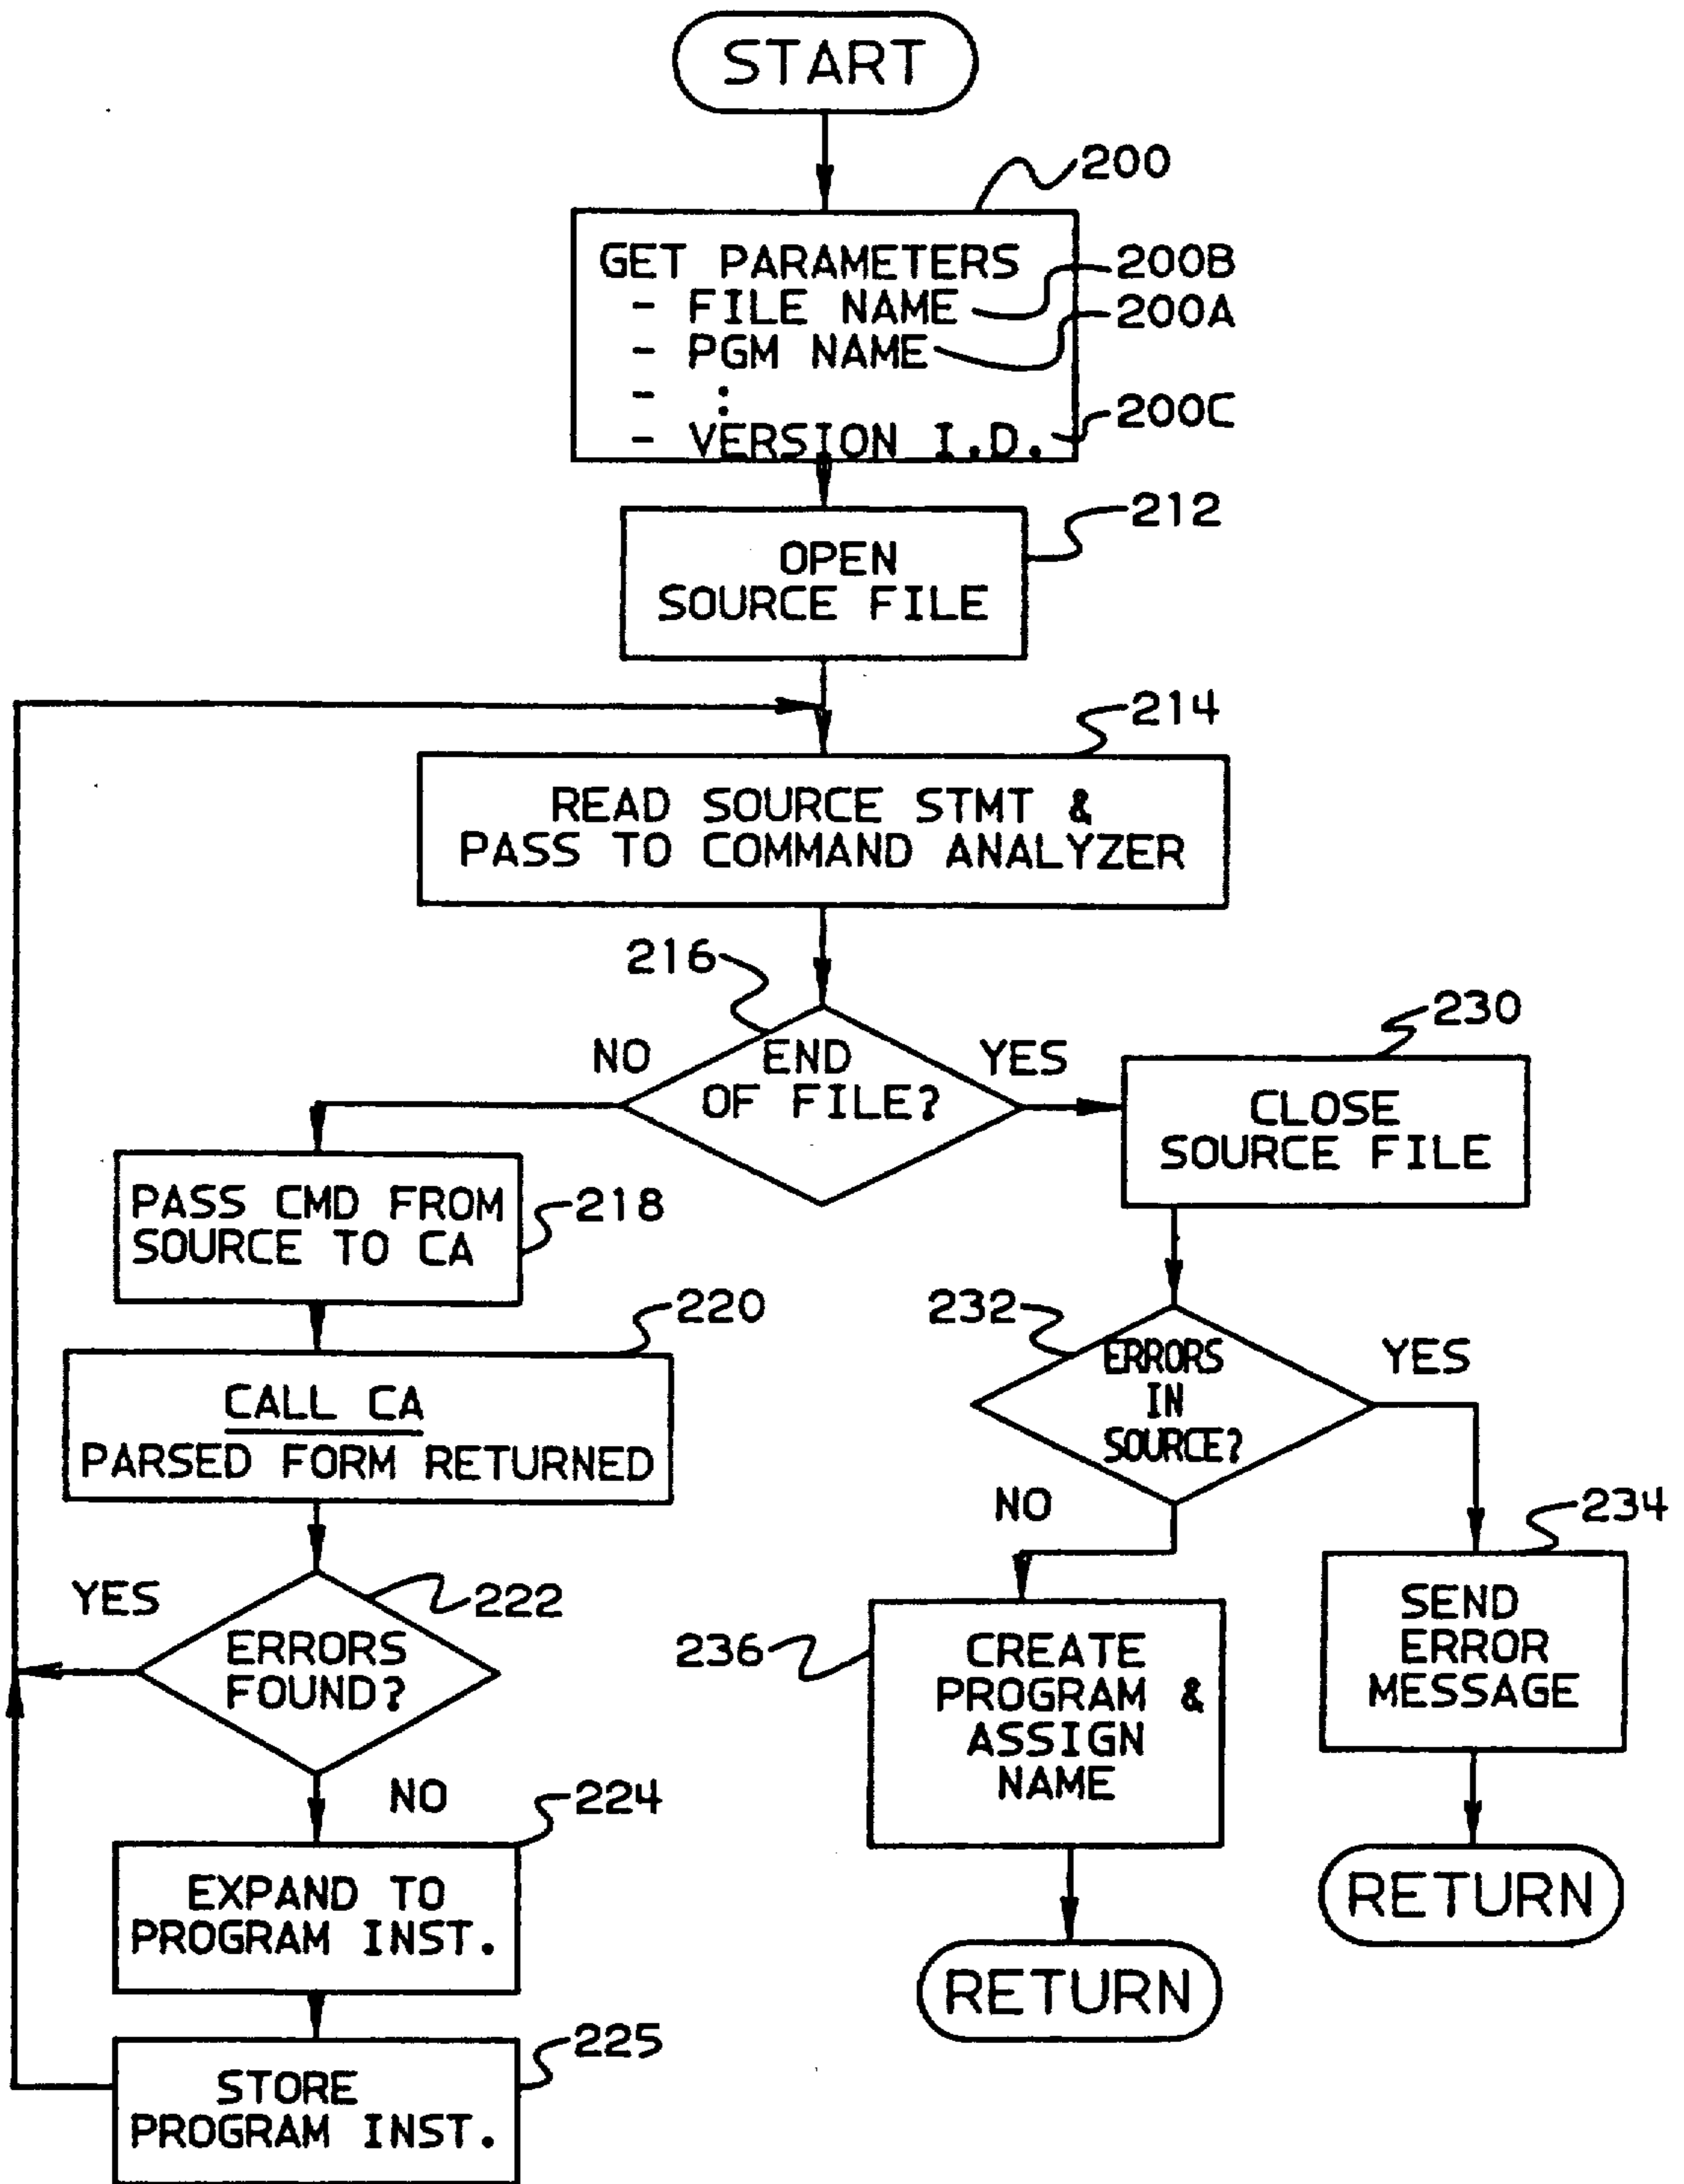 START
200
GET PARAMETERS
- FILE NAME
200B
- PGM NAME
200A
- :
- VERSION I.D.
200C
OPEN
SOURCE FILE
212
214
READ SOURCE STMT &
PASS TO COMMAND ANALYZER
216
NO
END
OF FILE?
YES
230
CLOSE
SOURCE FILE
PASS CMD FROM
SOURCE TO CA
218
220
CALL CA
PARSED FORM RETURNED
232
ERRORS
IN
SOURCE?
YES
NO
234
SEND
ERROR
MESSAGE
YES
222
ERRORS
FOUND?
236
CREATE
PROGRAM &
ASSIGN
NAME
NO
224
EXPAND TO
PROGRAM INST.
RETURN
RETURN
225
STORE
PROGRAM INST.